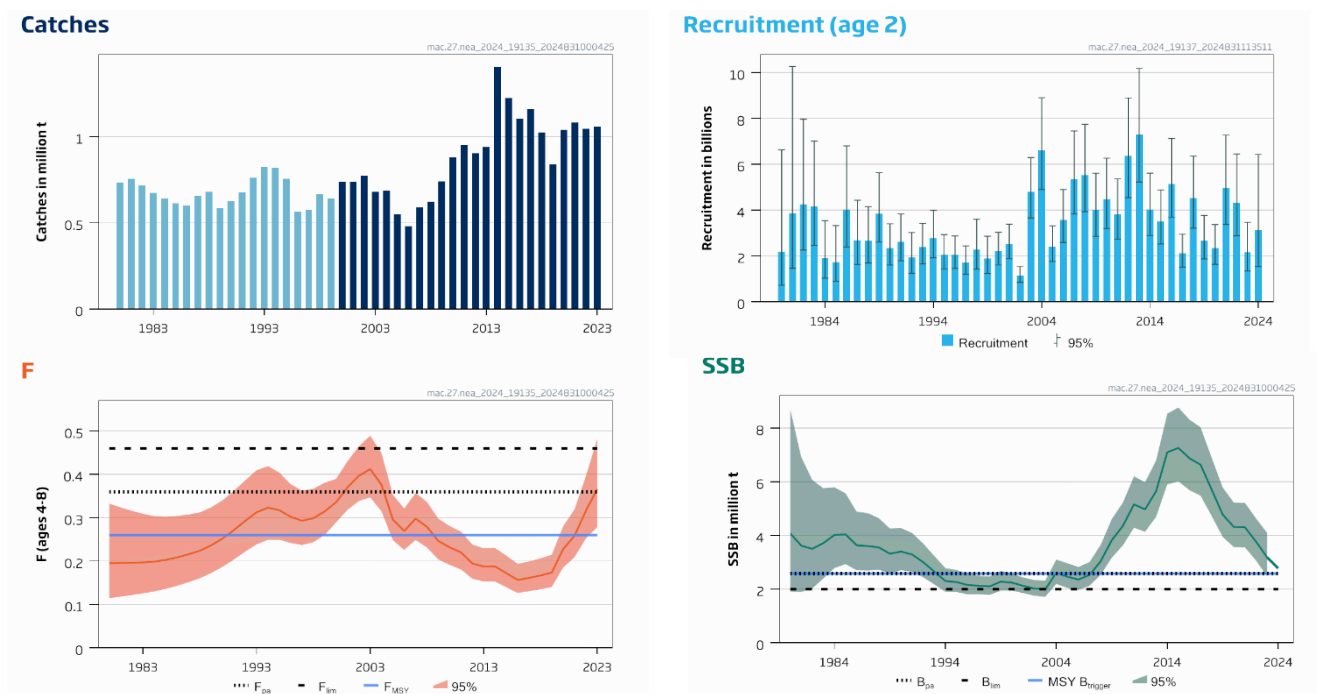 Catches
mac.27.nea_2024_19135_2024831000425
Catches in million t
1
0.5
0
1983 1993 2003 2013 2023
Recruitment (age 2)
mac.27.nea_2024_19137_2024831113511
Recruitment in billions
10
8
6
4
2
0
1984 1994 2004 2014 2024
Recruitment 95%
F
mac.27.nea_2024_19135_2024831000425
F (ages 4-8)
0.5
0.4
0.3
0.2
0.1
0
1983 1993 2003 2013 2023
Fpa Flim FMSY 95%
SSB
mac.27.nea_2024_19135_2024831000425
SSB in million t
8
6
4
2
0
1984 1994 2004 2014 2024
Bpa Blim MSY Btrigger 95%